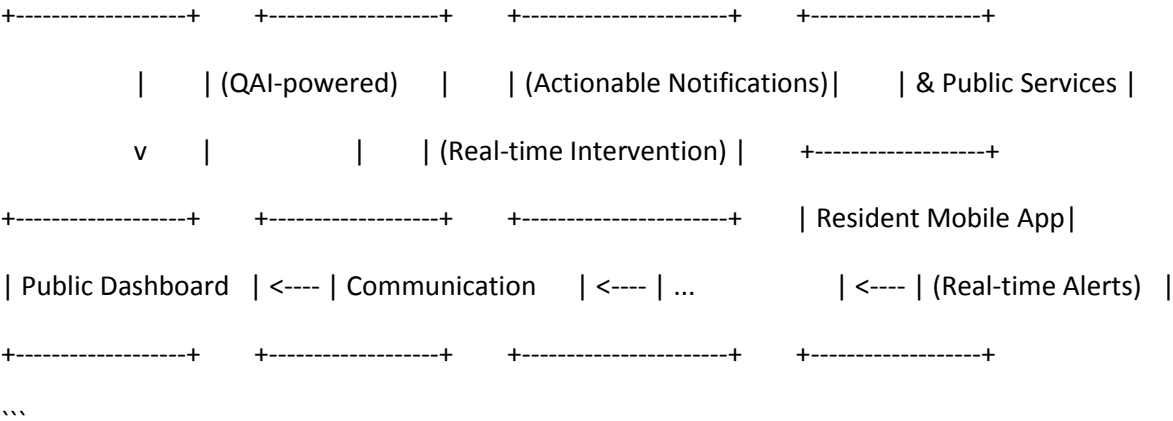 +-------------------+ +-------------------+ +-----------------------+ +-------------------+
| | (QAI-powered) | | (Actionable Notifications)| | & Public Services |
v | | | (Real-time Intervention) | +-------------------+
+-------------------+ +-------------------+ +-----------------------+ | Resident Mobile App|
| Public Dashboard | <---- | Communication | <---- | ... | <---- | (Real-time Alerts) |
+-------------------+ +-------------------+ +-----------------------+ +-------------------+
```